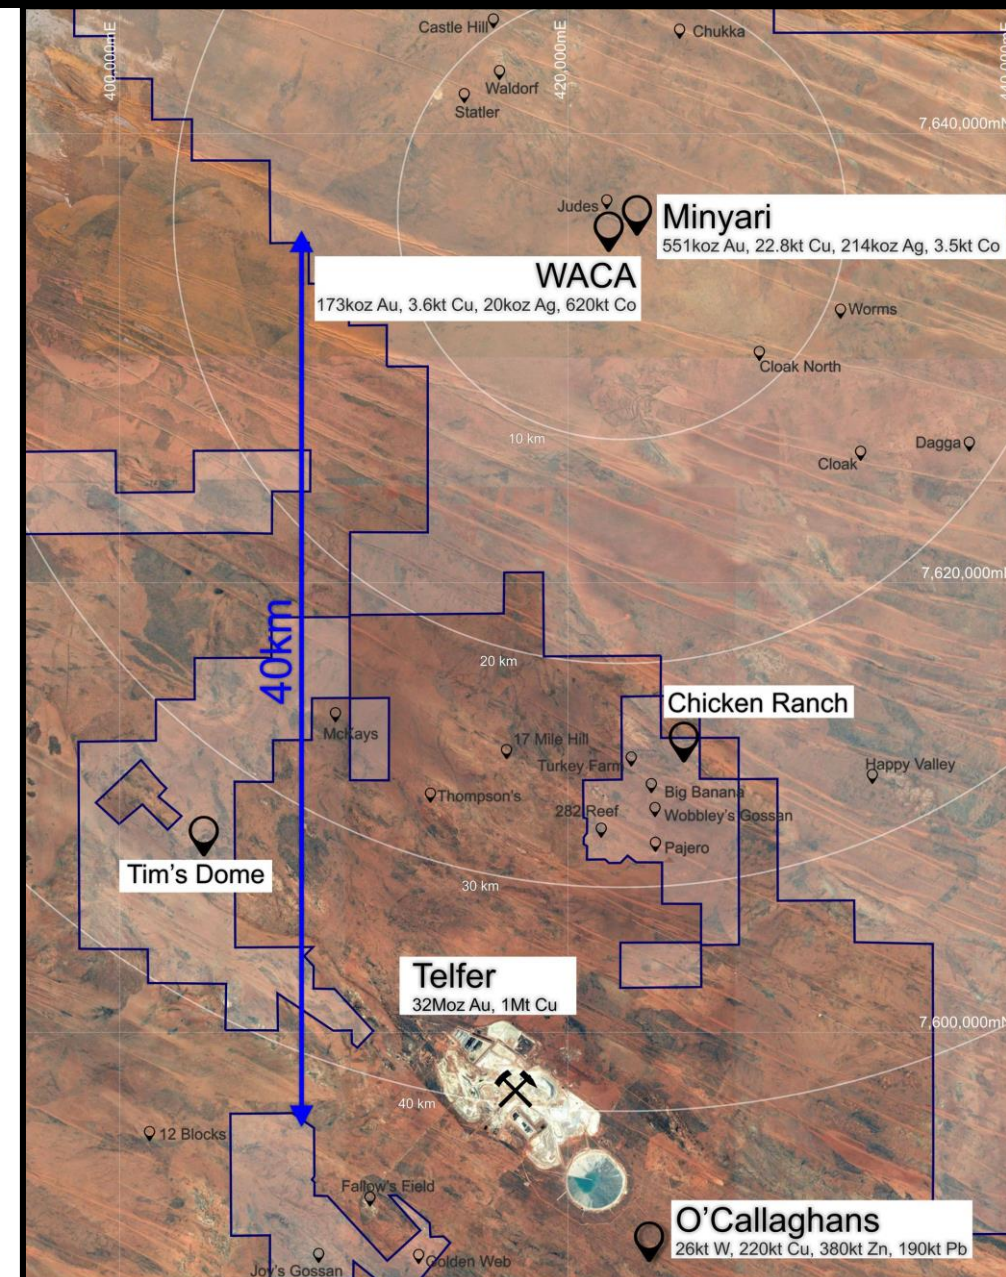 400,000mE
420,000mE
Castle Hill
Chukka
Waldorf
Statler
7,640,000mN
Judes
Minyari
551koz Au, 22.8kt Cu, 214koz Ag, 3.5kt Co
WACA
173koz Au, 3.6kt Cu, 20koz Ag, 620kt Co
Worms
Cloak North
10 km
Dagga
Cloak
7,620,000m
40km
20 km
Chicken Ranch
McKays
17 Mile Hill
Turkey Farm
Happy Valley
Big Banana
Thompson's
282 Reef
Wobbley's Gossan
Pajero
Tim's Dome
30 km
Telfer
32Moz Au, 1Mt Cu
7,600,000mN
40 km
12 Blocks
Fallow's Field
O'Callaghans
26kt W, 220kt Cu, 380kt Zn, 190kt Pb
Golden Web
Joy's Gossan